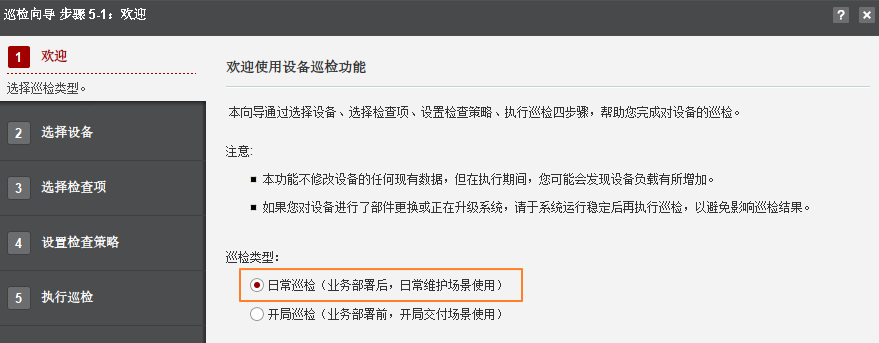 巡检向导 步骤 5-1：欢迎
? ×
1 欢迎
选择巡检类型。
2 选择设备
3 选择检查项
4 设置检查策略
5 执行巡检
欢迎使用设备巡检功能
本向导通过选择设备、选择检查项、设置检查策略、执行巡检四步骤，帮助您完成对设备的巡检。
注意:
■ 本功能不修改设备的任何现有数据，但在执行期间，您可能会发现设备负载有所增加。
■ 如果您对设备进行了部件更换或正在升级系统，请于系统运行稳定后再执行巡检，以避免影响巡检结果。
巡检类型：
日常巡检（业务部署后，日常维护场景使用）
开局巡检（业务部署前，开局交付场景使用）